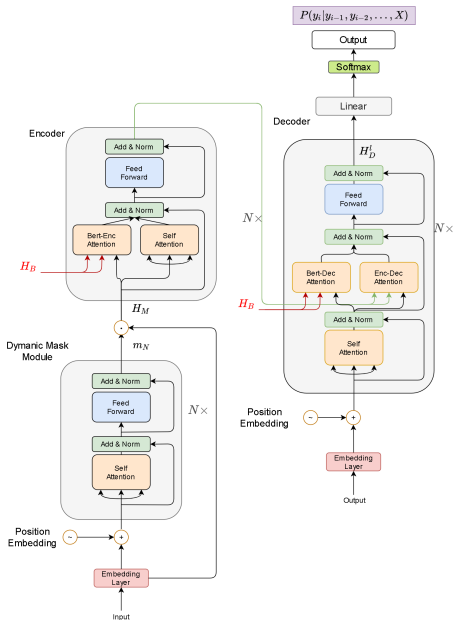 P(y_i|y_{i−1}, y_{i−2}, . . . , X)
Output
Softmax
Linear
Decoder
H_D^l
Encoder
Add & Norm
Feed
Forward
Add & Norm
Bert-Enc
Attention
Self
Attention
H_B
N×
H_M
Add & Norm
Feed
Forward
Add & Norm
Bert-Dec
Attention
Enc-Dec
Attention
H_B
Add & Norm
Self
Attention
N×
Dymanic Mask
Module
m_N
Add & Norm
Feed
Forward
Add & Norm
Self
Attention
N×
Position
Embedding
~
+
Embedding
Layer
Input
Position
Embedding
~
+
Embedding
Layer
Output